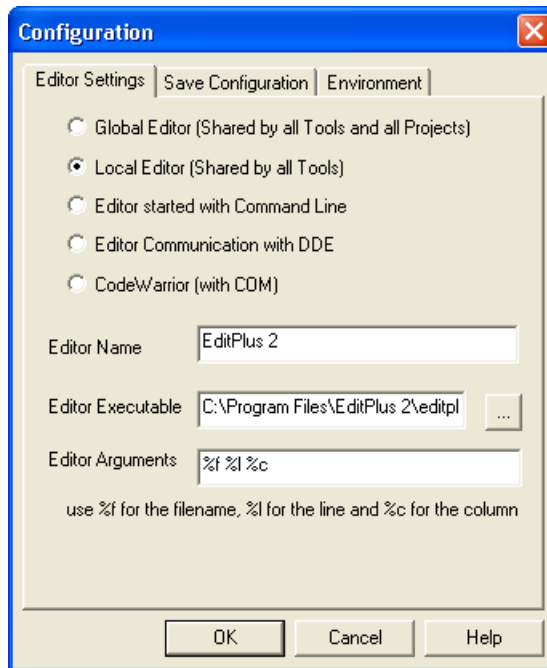 Configuration
Editor Settings Save Configuration Environment
Global Editor (Shared by all Tools and all Projects)
Local Editor (Shared by all Tools)
Editor started with Command Line
Editor Communication with DDE
CodeWarrior (with COM)
Editor Name EditPlus 2
Editor Executable C:\Program Files\EditPlus 2\editpl ...
Editor Arguments %f %l %c
use %f for the filename, %l for the line and %c for the column
OK Cancel Help